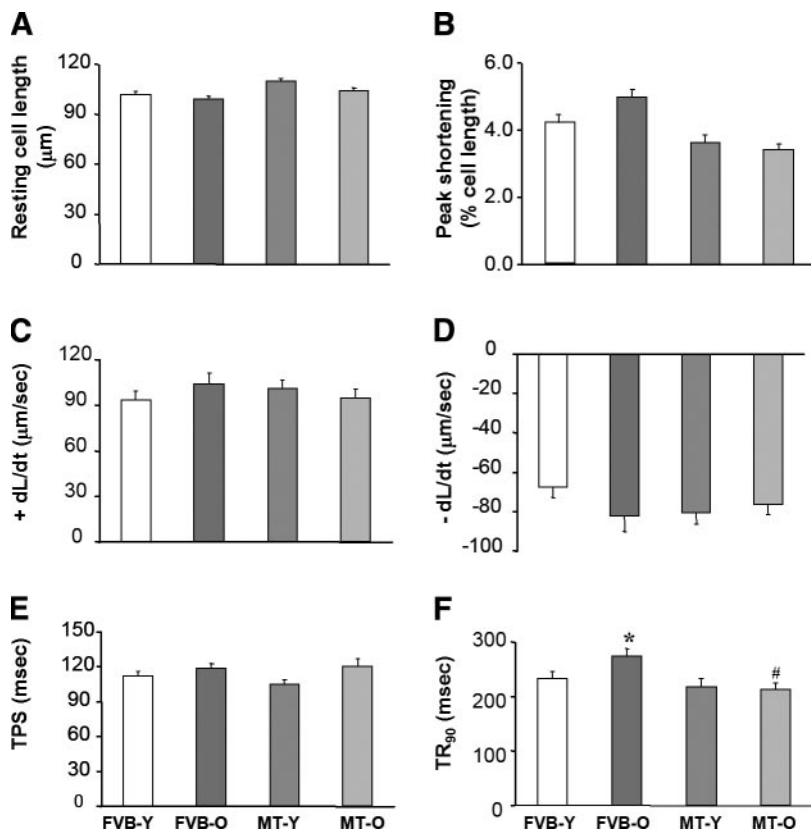 A
Resting cell length
(μm)
120
90
60
30
0
B
Peak shortening
(% cell length)
6.0
4.0
2.0
0.0
C
+ dL/dt (μm/sec)
120
90
60
30
0
D
- dL/dt (μm/sec)
0
-20
-40
-60
-80
-100
E
TPS (msec)
150
120
90
60
30
0
FVB-Y FVB-O MT-Y MT-O
F
TR90 (msec)
300
200
100
0
*
#
FVB-Y FVB-O MT-Y MT-O